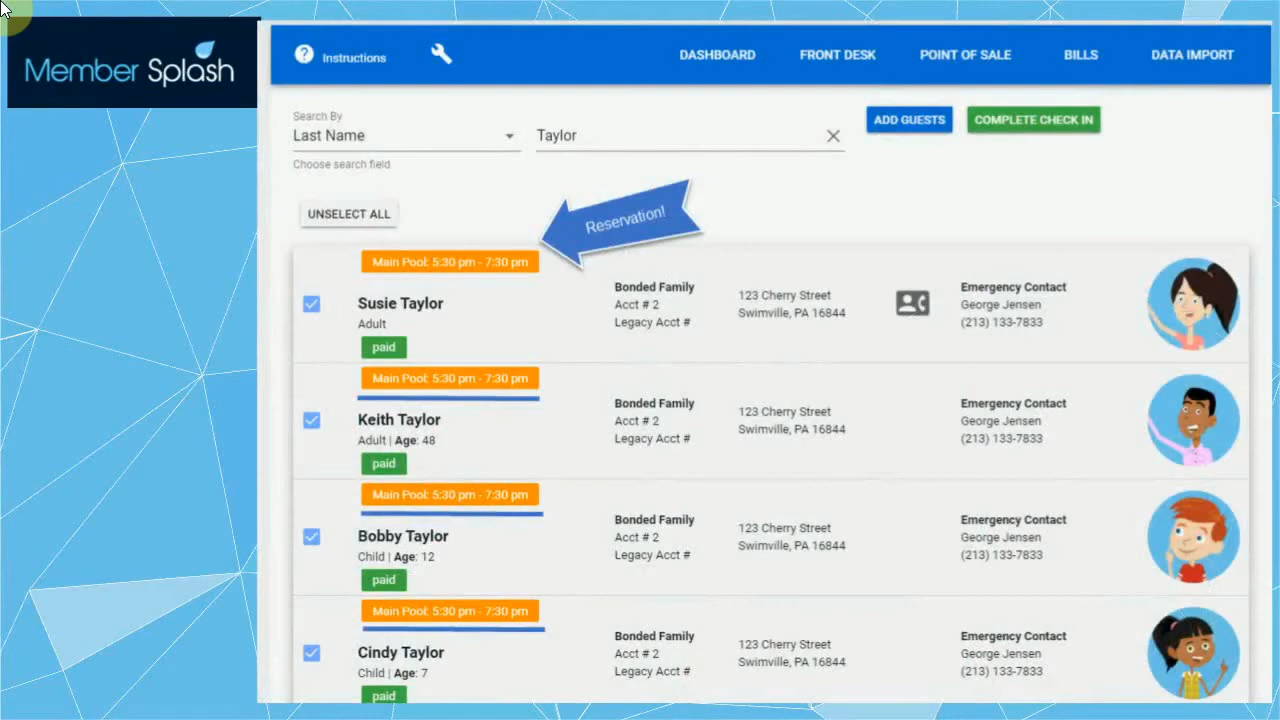 Member Splash
Instructions
DASHBOARD
FRONT DESK
POINT OF SALE
BILLS
DATA IMPORT
Search By
Last Name
Taylor
Choose search field
ADD GUESTS
COMPLETE CHECK IN
UNSELECT ALL
Reservation!
Main Pool: 5:30 pm - 7:30 pm
Susie Taylor
Adult
paid
Bonded Family
Acct # 2
Legacy Acct #
123 Cherry Street
Swimville, PA 16844
Emergency Contact
George Jensen
(213) 133-7833
Main Pool: 5:30 pm - 7:30 pm
Keith Taylor
Adult | Age: 48
paid
Bonded Family
Acct # 2
Legacy Acct #
123 Cherry Street
Swimville, PA 16844
Emergency Contact
George Jensen
(213) 133-7833
Main Pool: 5:30 pm - 7:30 pm
Bobby Taylor
Child | Age: 12
paid
Bonded Family
Acct # 2
Legacy Acct #
123 Cherry Street
Swimville, PA 16844
Emergency Contact
George Jensen
(213) 133-7833
Main Pool: 5:30 pm - 7:30 pm
Cindy Taylor
Child | Age: 7
paid
Bonded Family
Acct # 2
Legacy Acct #
123 Cherry Street
Swimville, PA 16844
Emergency Contact
George Jensen
(213) 133-7833